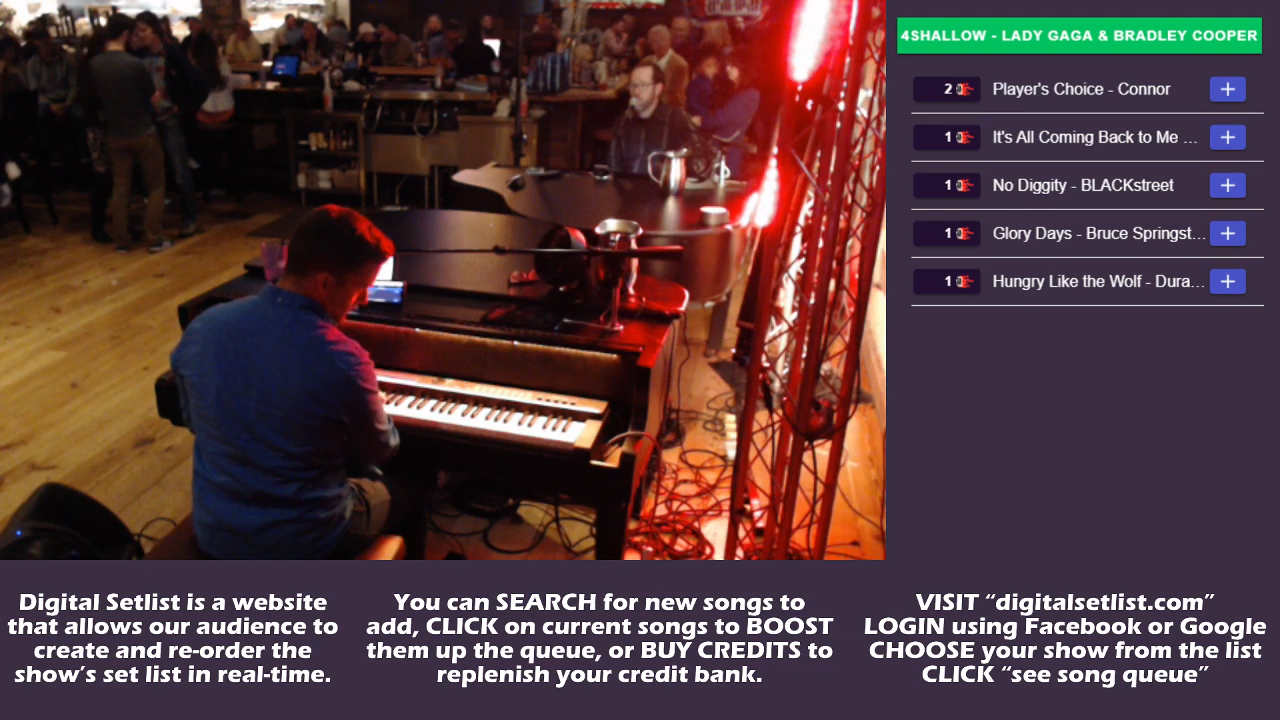 4SHALLOW - LADY GAGA & BRADLEY COOPER
2 Player's Choice - Connor +
1 It's All Coming Back to Me ... +
1 No Diggity - BLACKstreet +
1 Glory Days - Bruce Springst... +
1 Hungry Like the Wolf - Dura... +
Digital Setlist is a website
that allows our audience to
create and re-order the
show's set list in real-time.
You can SEARCH for new songs to
add, CLICK on current songs to BOOST
them up the queue, or BUY CREDITS to
replenish your credit bank.
VISIT “digitalsetlist.com”
LOGIN using Facebook or Google
CHOOSE your show from the list
CLICK “see song queue”